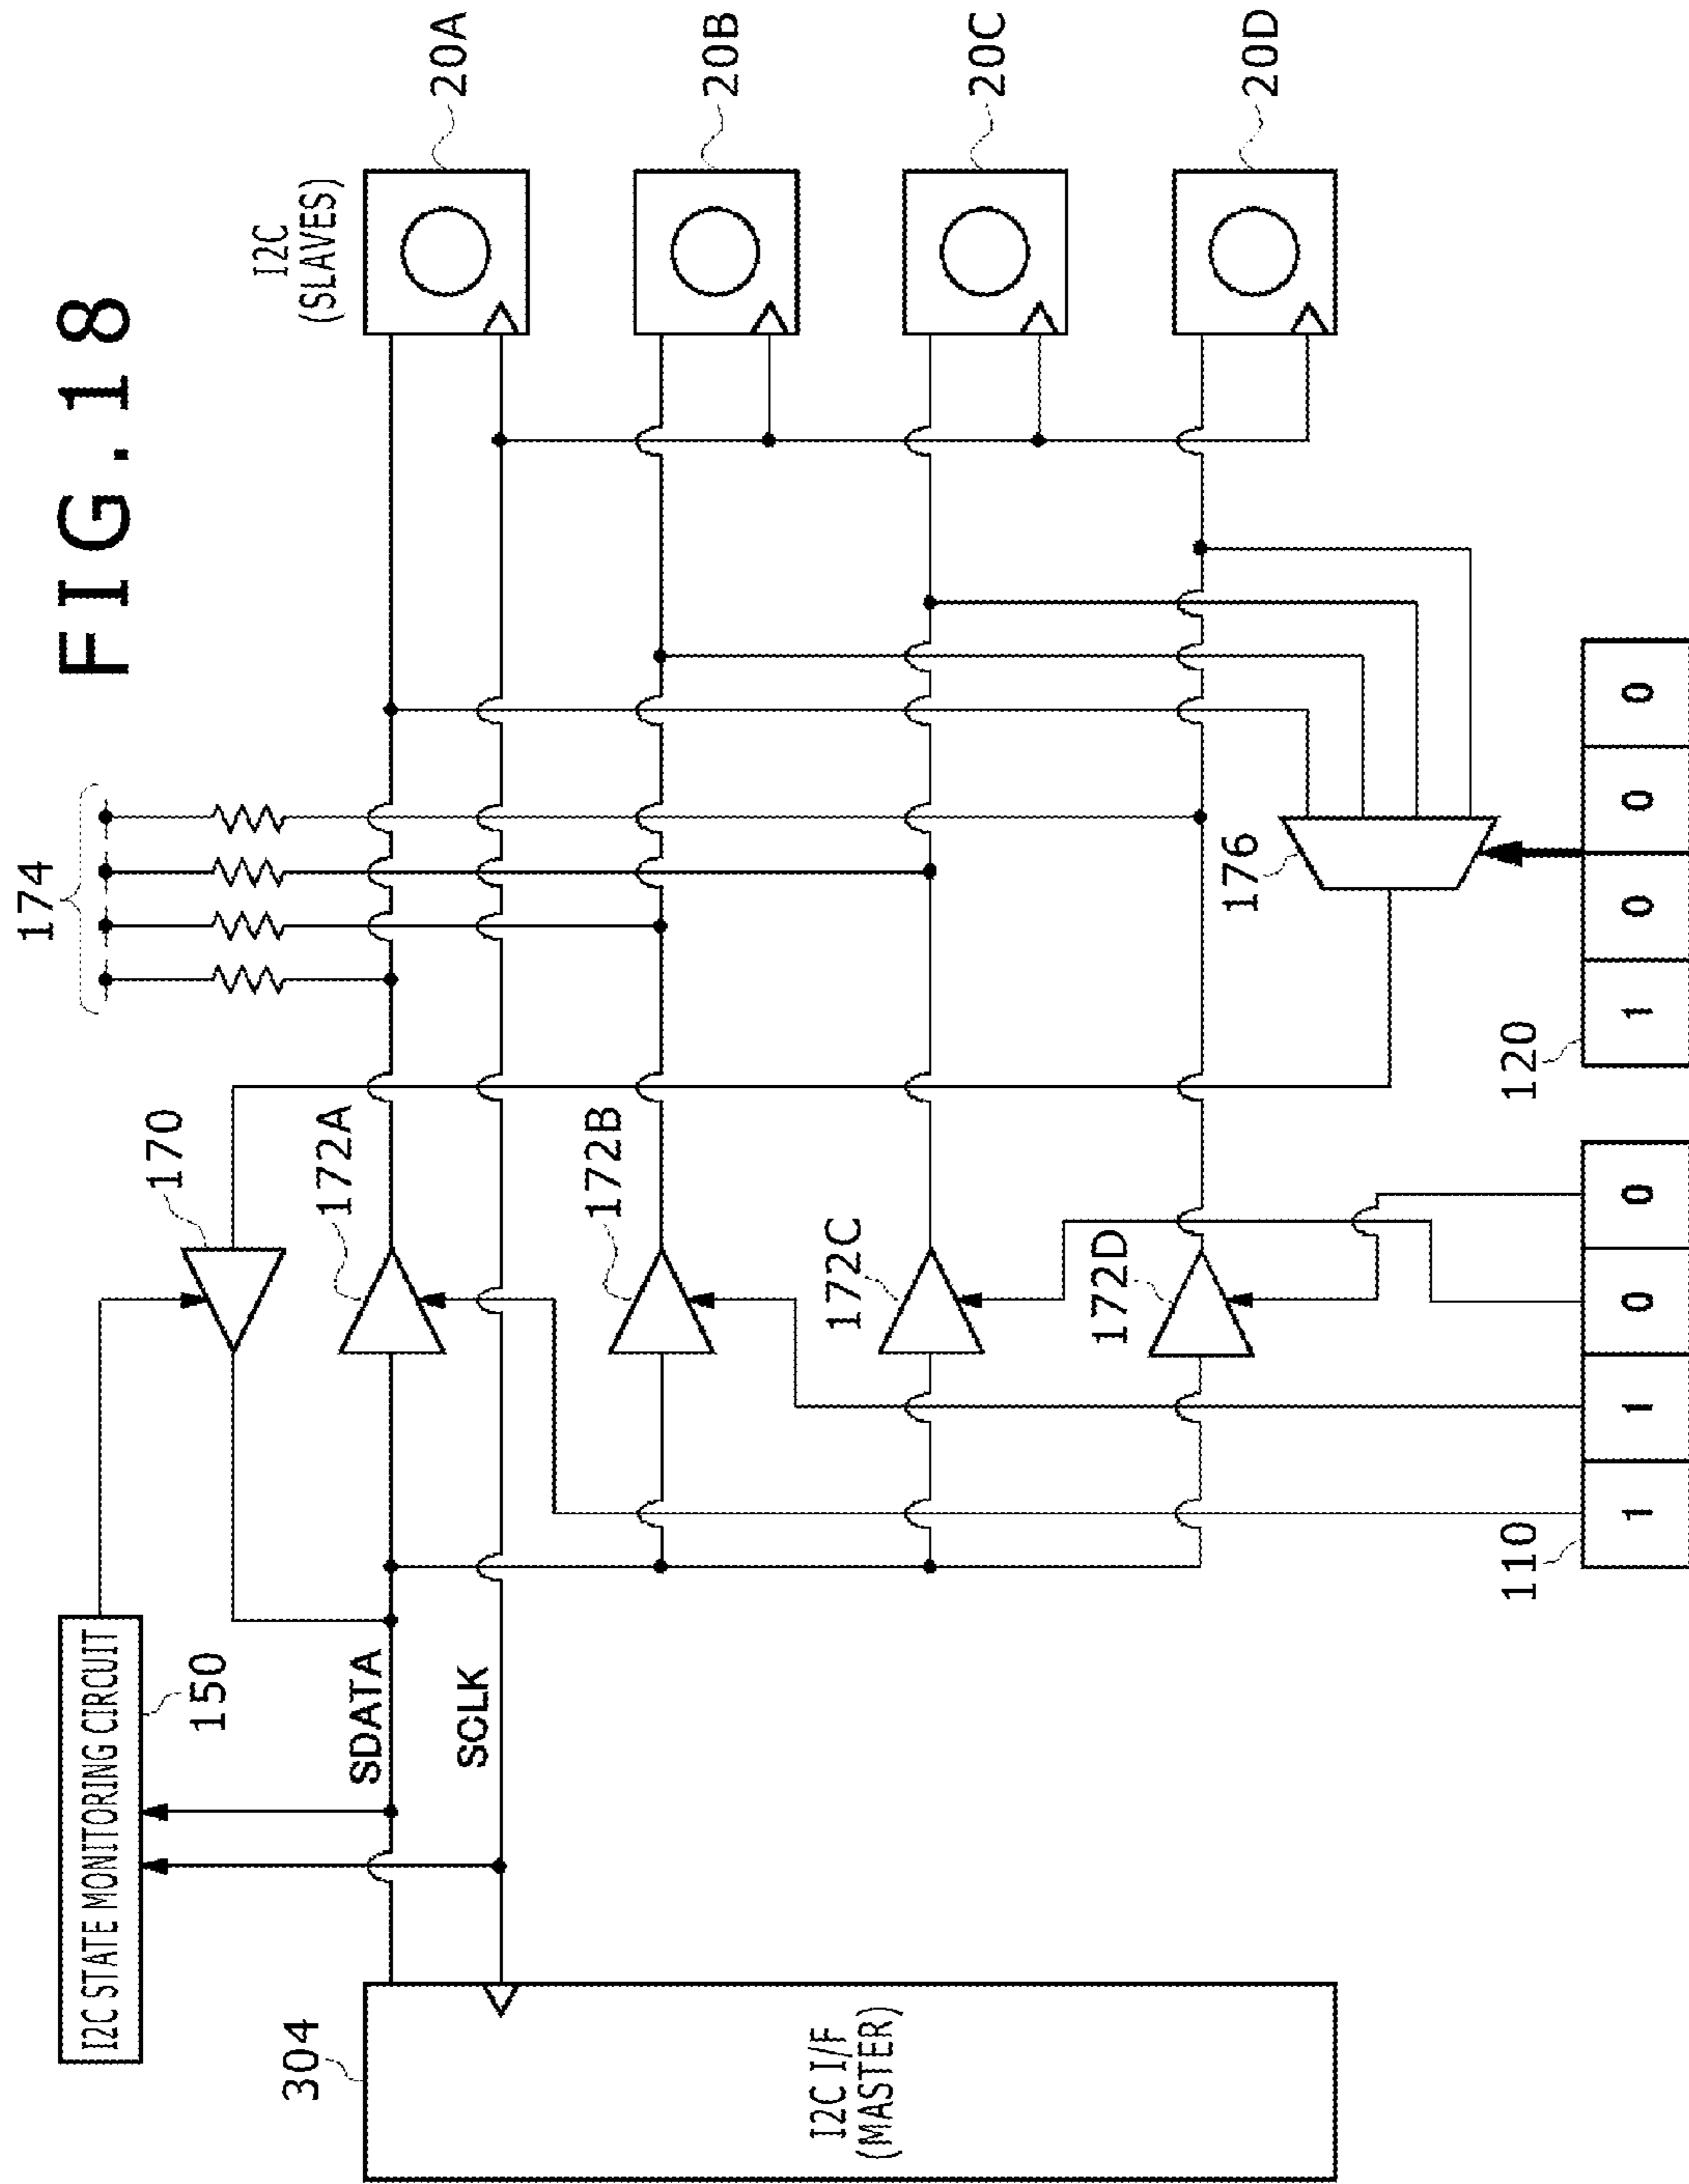 FIG.18
174
I2C
(SLAVES)
I2C STATE MONITORING CIRCUIT
150
170
304
SDATA
172A
20A
SCLK
172B
20B
I2C I/F
(MASTER)
172C
20C
172D
20D
176
110
120
1 1 0 0
1 0 0 0